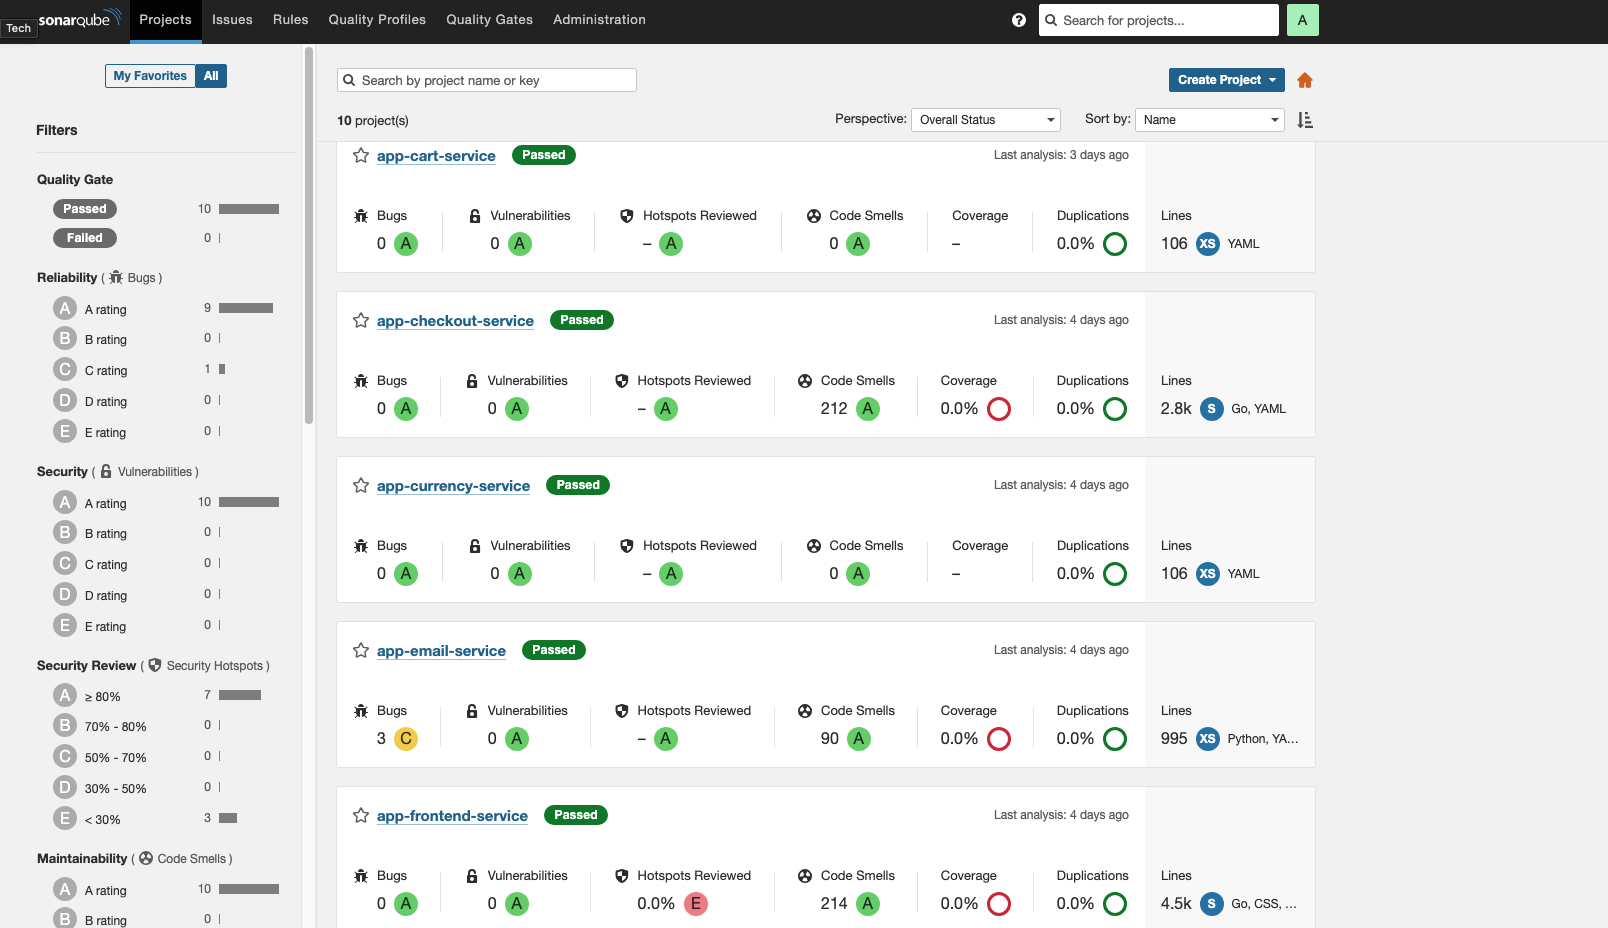 Tech
sonarqube Projects Issues Rules Quality Profiles Quality Gates Administration ? Search for projects... A
My Favorites All
Filters
Quality Gate
Passed 10
Failed 0
Reliability ( Bugs )
A A rating 9
B B rating 0
C C rating 1
D D rating 0
E E rating 0
Security ( Vulnerabilities )
A A rating 10
B B rating 0
C C rating 0
D D rating 0
E E rating 0
Security Review ( Security Hotspots )
A ≥ 80% 7
B 70% - 80% 0
C 50% - 70% 0
D 30% - 50% 0
E < 30% 3
Maintainability ( Code Smells )
A A rating 10
B B rating 0
Search by project name or key Create Project
10 project(s) Perspective: Overall Status Sort by: Name
app-cart-service Passed Last analysis: 3 days ago
Bugs Vulnerabilities Hotspots Reviewed Code Smells Coverage Duplications Lines
0 A 0 A – A 0 A – 0.0% 106 XS YAML
app-checkout-service Passed Last analysis: 4 days ago
Bugs Vulnerabilities Hotspots Reviewed Code Smells Coverage Duplications Lines
0 A 0 A – A 212 A 0.0% 0.0% 2.8k S Go, YAML
app-currency-service Passed Last analysis: 4 days ago
Bugs Vulnerabilities Hotspots Reviewed Code Smells Coverage Duplications Lines
0 A 0 A – A 0 A – 0.0% 106 XS YAML
app-email-service Passed Last analysis: 4 days ago
Bugs Vulnerabilities Hotspots Reviewed Code Smells Coverage Duplications Lines
3 C 0 A – A 90 A 0.0% 0.0% 995 XS Python, YA...
app-frontend-service Passed Last analysis: 4 days ago
Bugs Vulnerabilities Hotspots Reviewed Code Smells Coverage Duplications Lines
0 A 0 A 0.0% E 214 A 0.0% 0.0% 4.5k S Go, CSS, ...